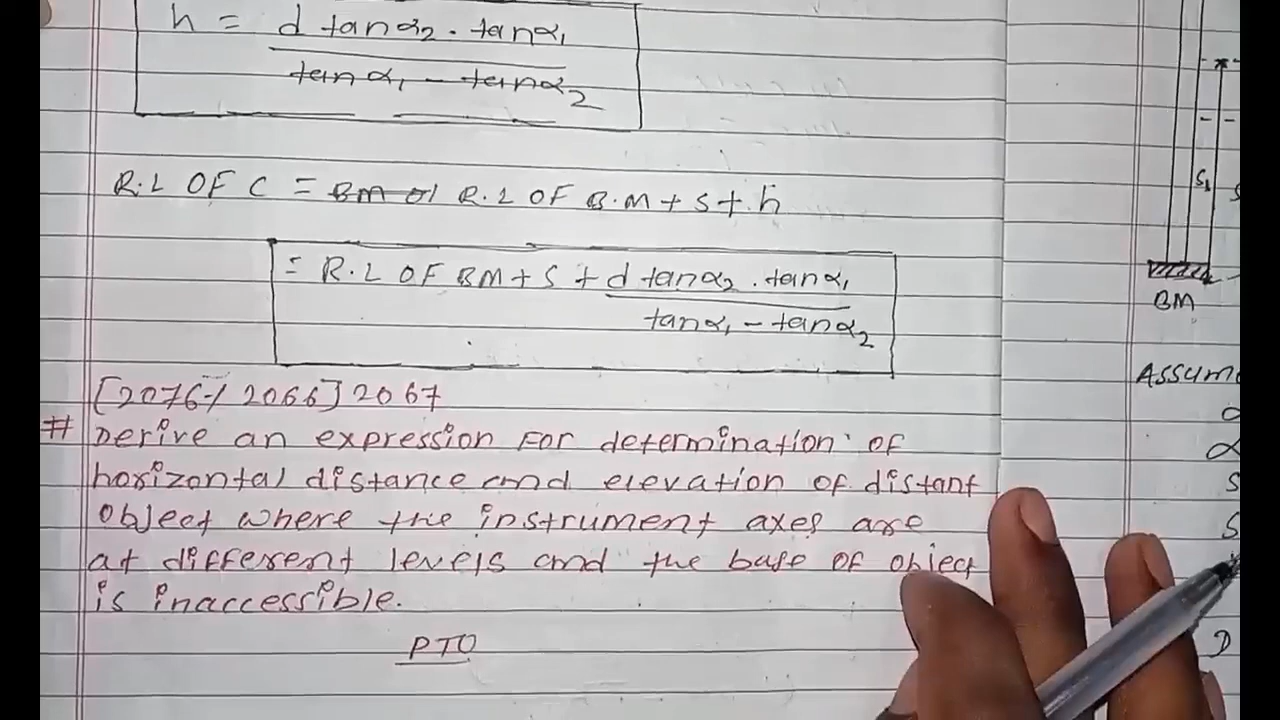 h = d tanα₂ . tanα₁
tanα₁ - tanα₂
R.L OF C = R.L OF B.M + S + h
= R.L OF BM + S + d tanα₂ . tanα₁
tanα₁ - tanα₂
[2076-/ 2066] 2067
# Derive an expression for determination of
horizontal distance and elevation of distant
object where the instrument axes are
at different levels and the base of object
is inaccessible.
PTO
S₁
BM
ASSUM
α
S
S
D